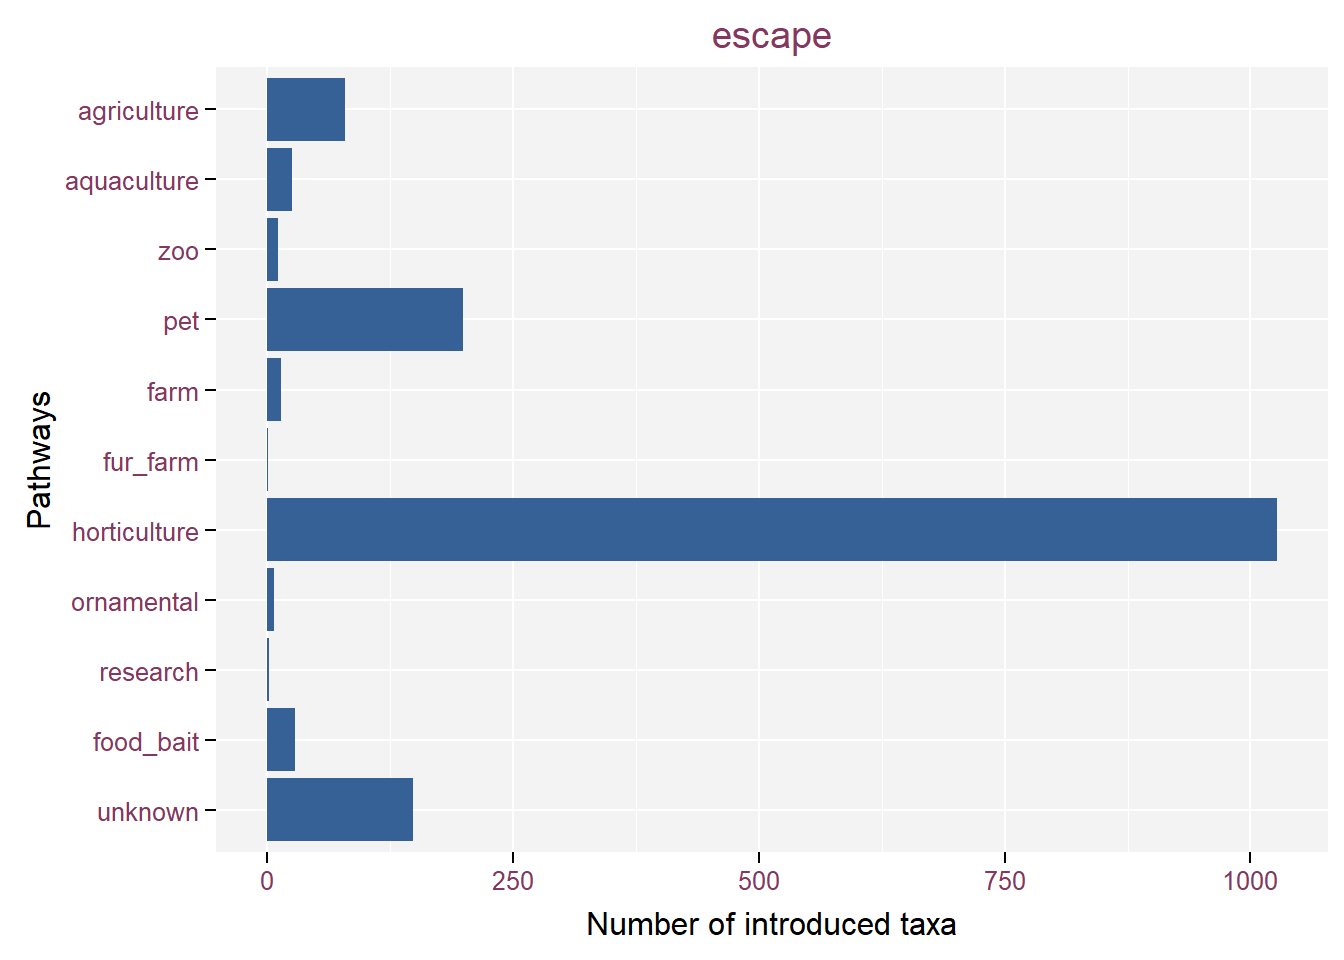 escape
agriculture
aquaculture
zoo
pet
farm
fur_farm
horticulture
ornamental
research
food_bait
unknown
Pathways
0 250 500 750 1000
Number of introduced taxa